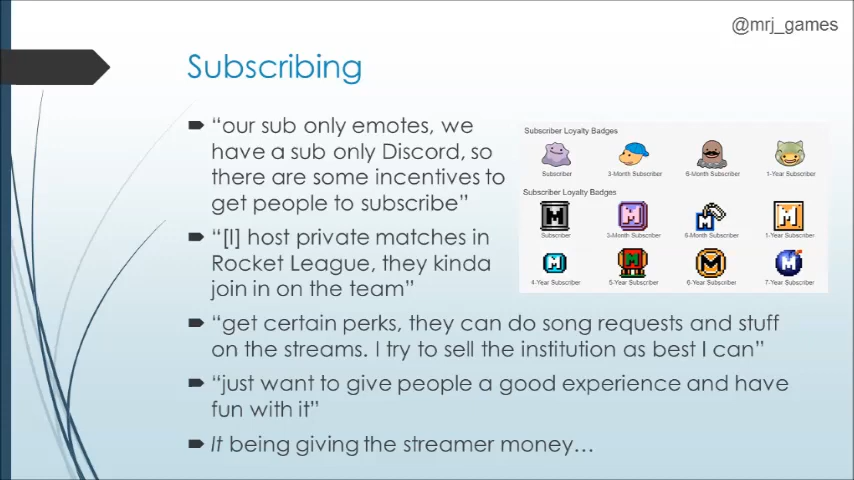 @mrj_games
Subscribing
“our sub only emotes, we
have a sub only Discord, so
there are some incentives to
get people to subscribe”
“[I] host private matches in
Rocket League, they kinda
join in on the team”
“get certain perks, they can do song requests and stuff
on the streams. I try to sell the institution as best I can”
“just want to give people a good experience and have
fun with it”
It being giving the streamer money…
Subscriber Loyalty Badges
Subscriber 3-Month Subscriber 6-Month Subscriber 1-Year Subscriber
Subscriber Loyalty Badges
Subscriber 3-Month Subscriber 6-Month Subscriber 1-Year Subscriber
4-Year Subscriber 5-Year Subscriber 6-Year Subscriber 7-Year Subscriber